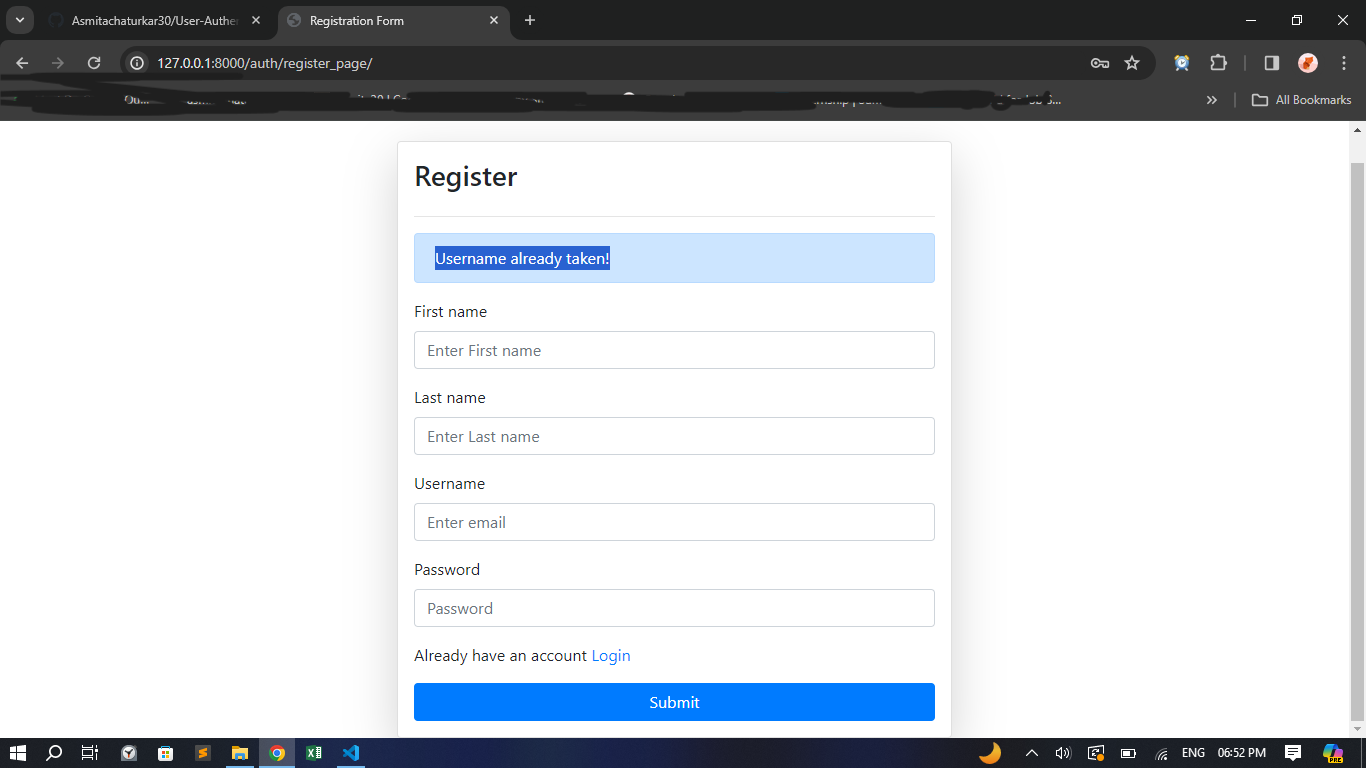 Asmitachaturkar30/User-Authe
Registration Form
127.0.0.1:8000/auth/register_page/
All Bookmarks
Register
Username already taken!
First name
Enter First name
Last name
Enter Last name
Username
Enter email
Password
Password
Already have an account Login
Submit
ENG 06:52 PM
PRE